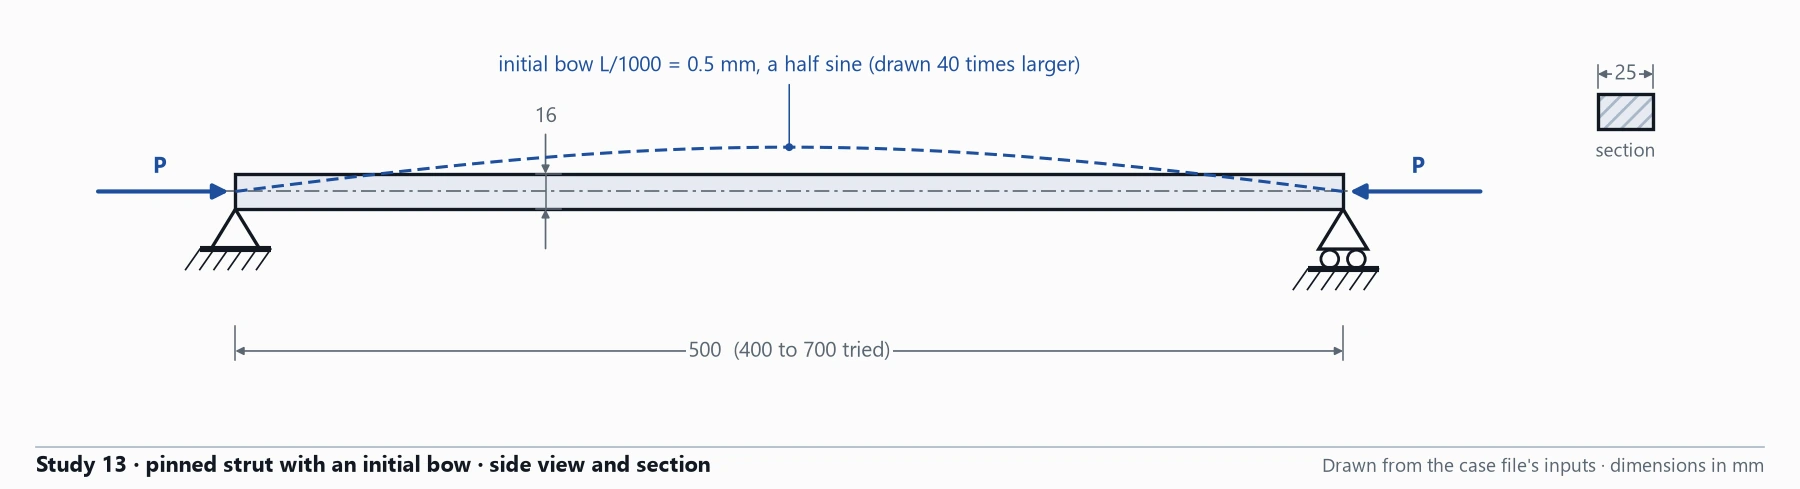 initial bow L/1000 = 0.5 mm, a half sine (drawn 40 times larger)
25
16
section
P
P
500 (400 to 700 tried)
Study 13 · pinned strut with an initial bow · side view and section
Drawn from the case file's inputs · dimensions in mm